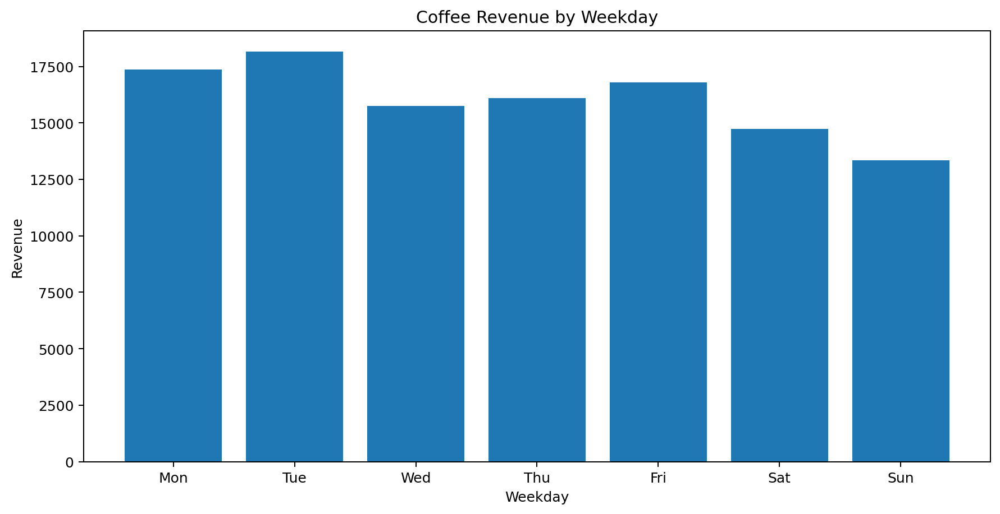 Coffee Revenue by Weekday
Revenue
17500
15000
12500
10000
7500
5000
2500
0
Mon Tue Wed Thu Fri Sat Sun
Weekday